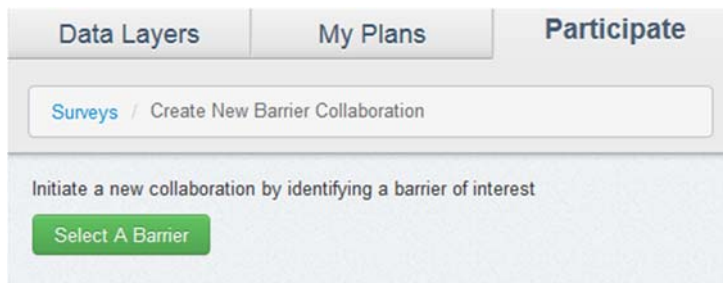 Data Layers My Plans Participate
Surveys / Create New Barrier Collaboration
Initiate a new collaboration by identifying a barrier of interest
Select A Barrier